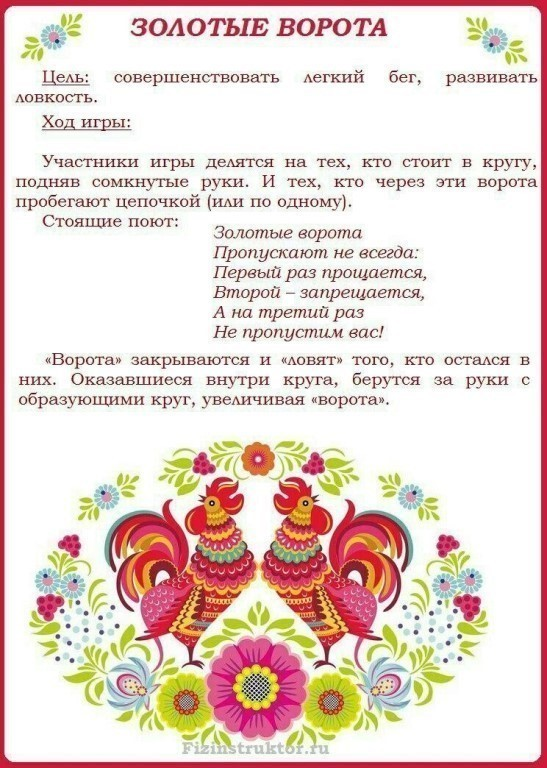 ЗОЛОТЫЕ ВОРОТА
Цель: совершенствовать легкий бег, развивать
ловкость.
Ход игры:
Участники игры делятся на тех, кто стоит в кругу,
подняв сомкнутые руки. И тех, кто через эти ворота
пробегают цепочкой (или по одному).
Стоящие поют:
Золотые ворота
Пропускают не всегда:
Первый раз прощается,
Второй – запрещается,
А на третий раз
Не пропустим вас!
«Ворота» закрываются и «ловят» того, кто остался в
них. Оказавшиеся внутри круга, берутся за руки с
образующими круг, увеличивая «ворота».
Fizinstruktor.ru